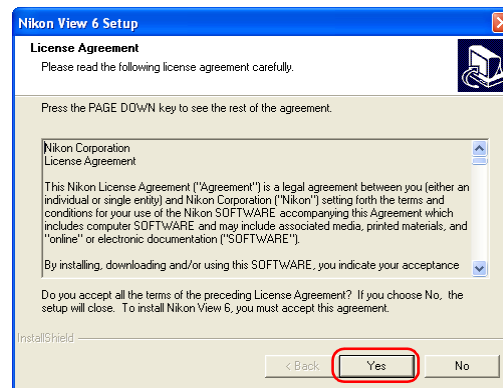 Nikon View 6 Setup
License Agreement
Please read the following license agreement carefully.
Press the PAGE DOWN key to see the rest of the agreement.
Nikon Corporation
License Agreement
This Nikon License Agreement ("Agreement") is a legal agreement between you (either an
individual or single entity) and Nikon Corporation ("Nikon") setting forth the terms and
conditions for your use of the Nikon SOFTWARE accompanying this Agreement which
includes computer SOFTWARE and may include associated media, printed materials, and
"online" or electronic documentation ("SOFTWARE").
By installing, downloading and/or using this SOFTWARE, you indicate your acceptance
Do you accept all the terms of the preceding License Agreement? If you choose No, the
setup will close. To install Nikon View 6, you must accept this agreement.
InstallShield
< Back
Yes
No